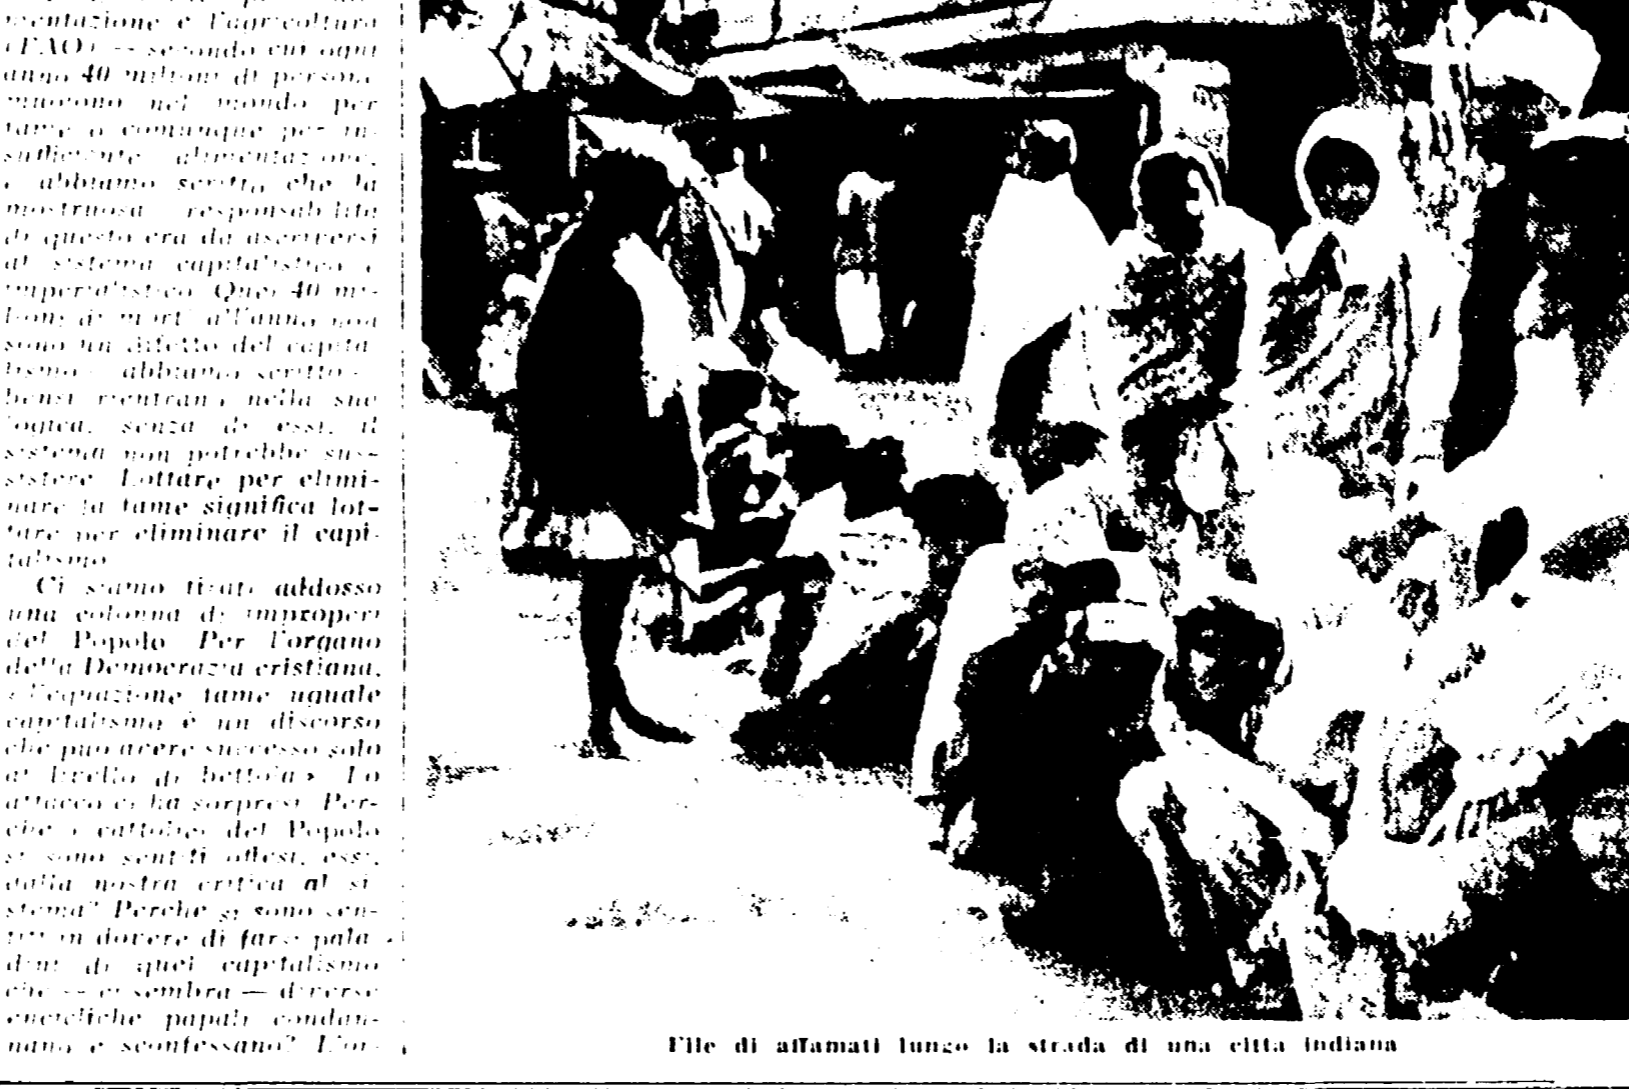 mentazione e l'agricoltura
(FAO) — secondo cui ogni
anno 40 milioni di persone
muoiono nel mondo per
fame o comunque per in-
sufficiente alimentazione,
e abbiamo scritto che la
mostruosa responsabilità
di questo era da ascriversi
al sistema capitalistico e
imperialistico. Quei 40 mi-
lioni di morti all'anno non
sono un difetto del capita-
lismo - abbiamo scritto -
bensì rientrano nella sue
logica, senza di essi, il
sistema non potrebbe sus-
sistere. Lottare per elimi-
nare la fame significa lot-
tare per eliminare il capi-
talismo.
Ci siamo tirati addosso
una colonna di improperi
del Popolo. Per l'organo
della Democrazia cristiana,
« l'equazione fame uguale
capitalismo è un discorso
che può avere successo solo
al livello di bettola ». Lo
attacco ci ha sorpresi. Per-
ché i cattolici del Popolo
si sono sentiti offesi, essi,
dalla nostra critica al si-
stema? Perché si sono sen-
titi in dovere di farsi pala-
dini di quel capitalismo
che — ci sembra — diverse
encicliche papali condan-
nano e sconfessano? L'or-
File di affamati lungo la strada di una città indiana